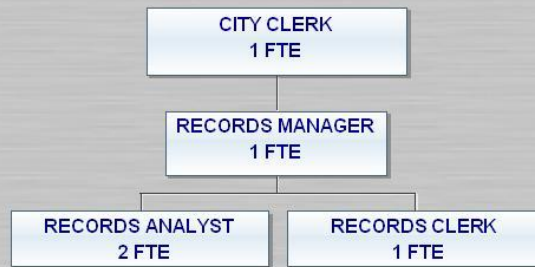 CITY CLERK
1 FTE
RECORDS MANAGER
1 FTE
RECORDS ANALYST
2 FTE
RECORDS CLERK
1 FTE